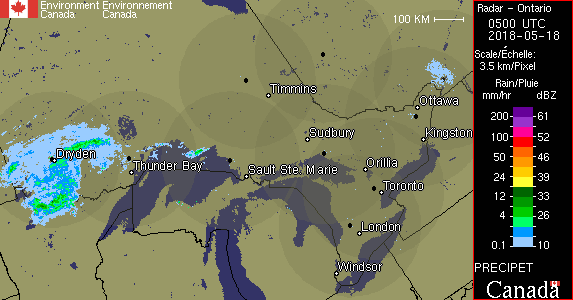 Environment Environnement
Canada Canada
100 KM
Timmins
Ottawa
Sudbury
Kingston
Dryden
Thunder Bay
Sault Ste. Marie
Orillia
Toronto
London
Windsor
Radar - Ontario
0500 UTC
2018-05-18
Scale/Échelle:
3.5 km/Pixel
Rain/Pluie
mm/hr dBZ
200 61
100 52
50 46
24 39
12 33
4 26
0.1 10
PRECIPET
Canada